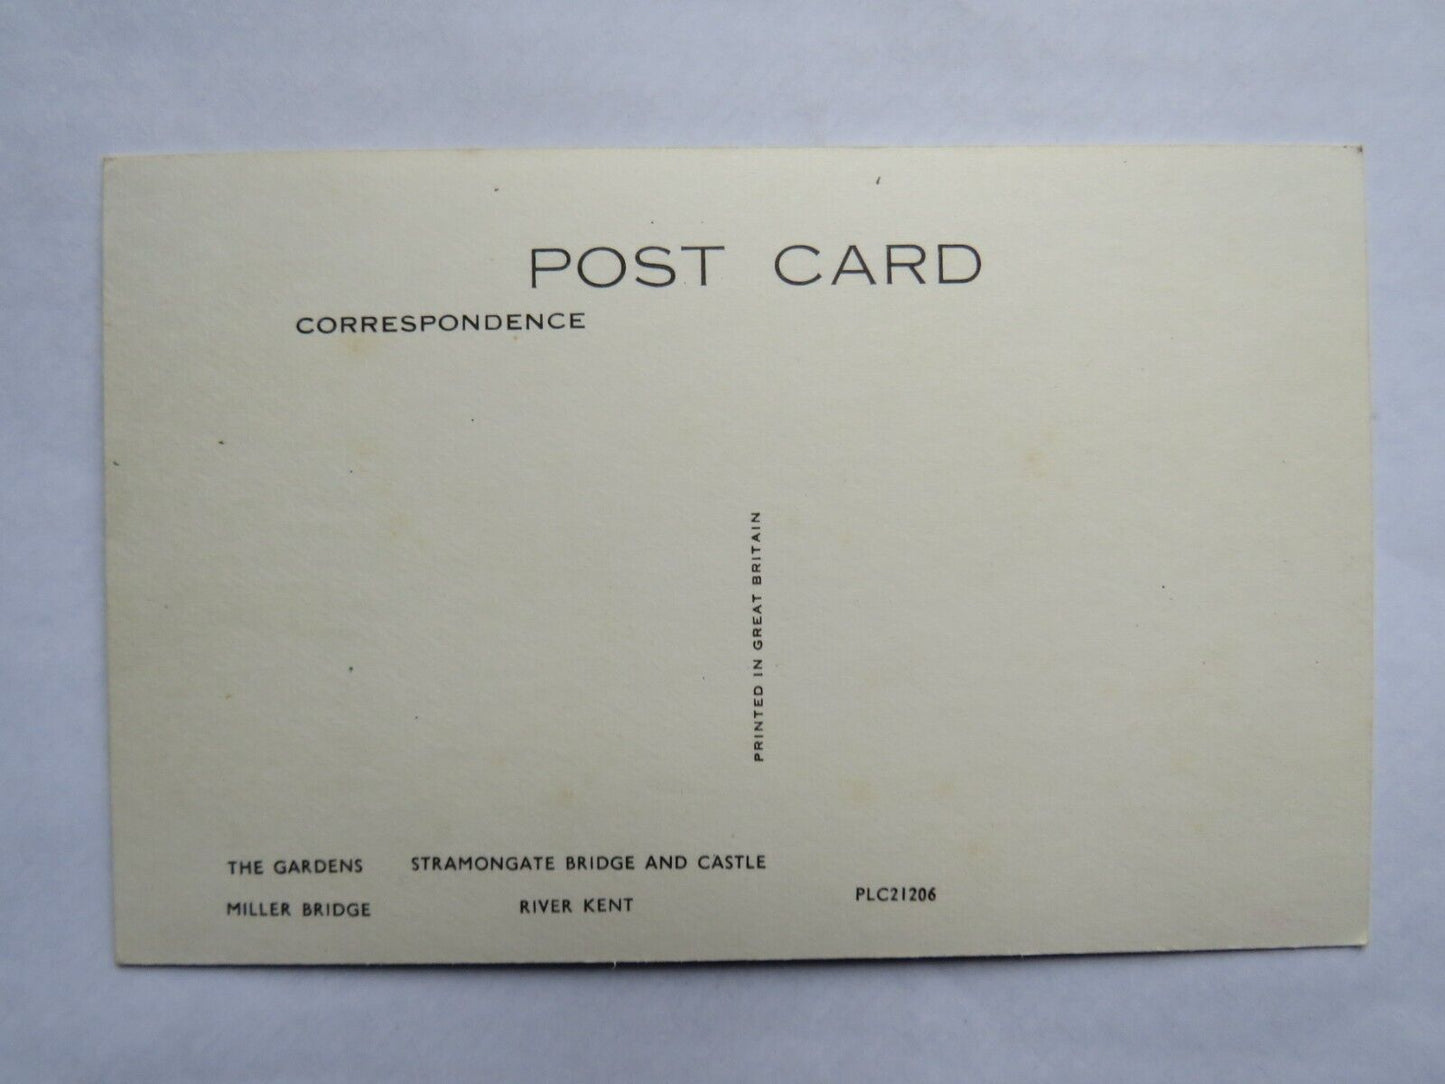 POST CARD
CORRESPONDENCE
PRINTED IN GREAT BRITAIN
THE GARDENS STRAMONGATE BRIDGE AND CASTLE
MILLER BRIDGE RIVER KENT
PLC21206